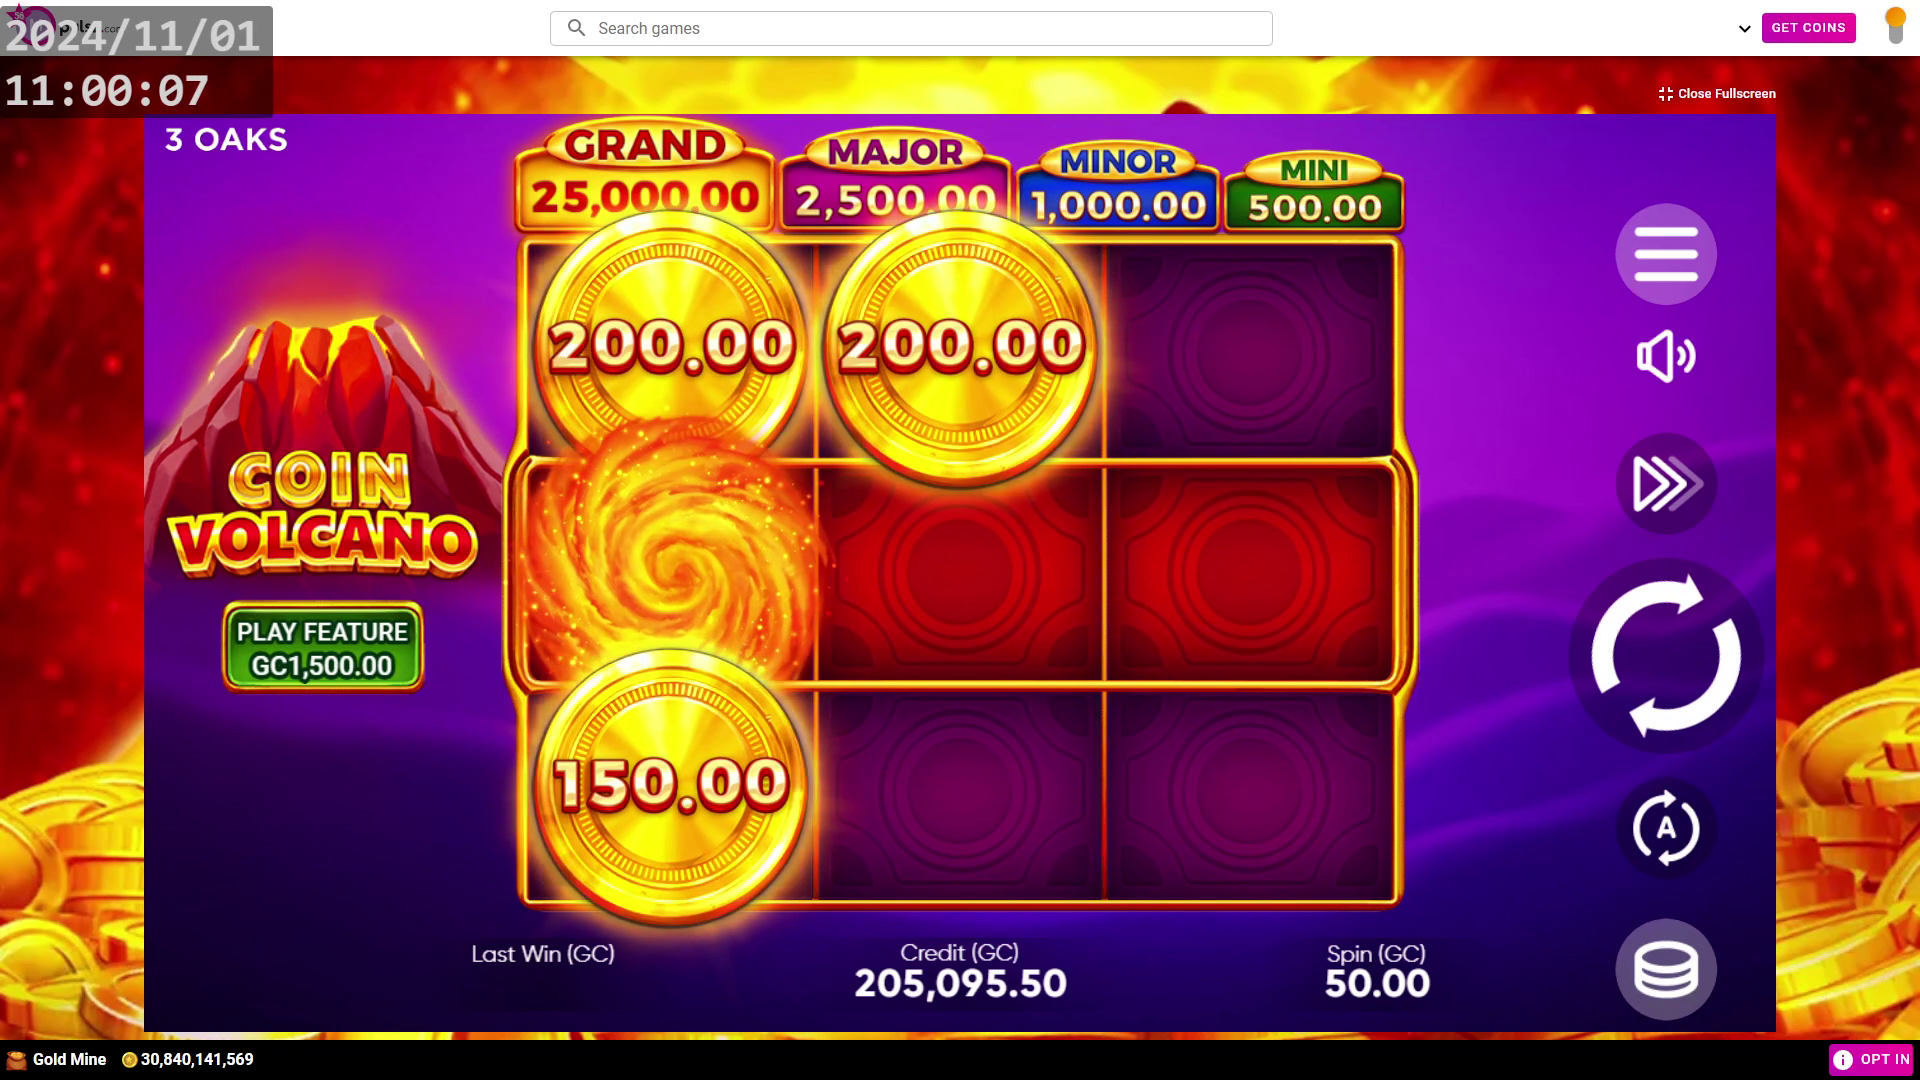 2024/11/01
11:00:07
Search games
GET COINS
Close Fullscreen
3 OAKS
GRAND
25,000.00
MAJOR
2,500.00
MINOR
1,000.00
MINI
500.00
200.00
200.00
COIN
VOLCANO
PLAY FEATURE
GC1,500.00
150.00
A
Last Win (GC)
Credit (GC)
205,095.50
Spin (GC)
50.00
Gold Mine
30,840,141,569
OPT IN